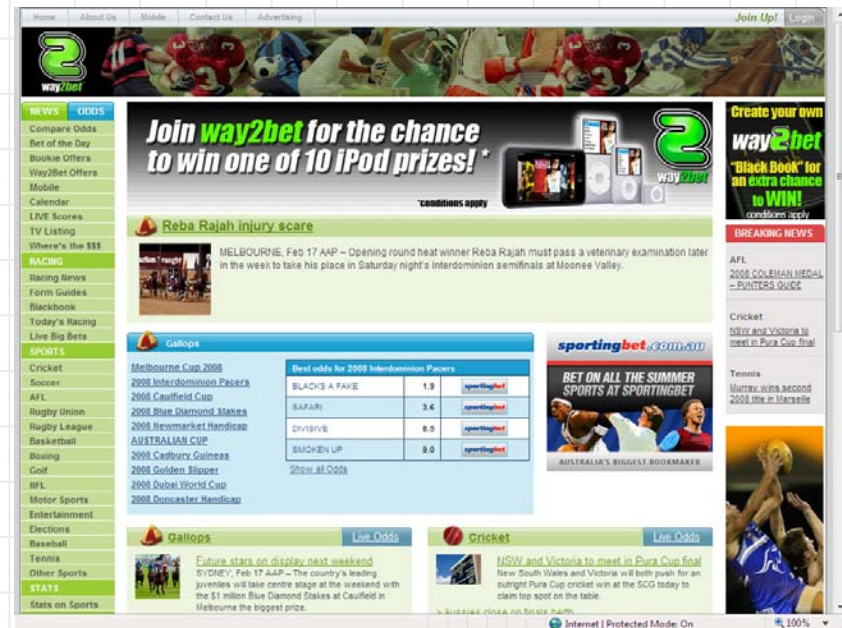 Home About Us Mobile Contact Us Advertising
Join Up! Login
way2bet
NEWS ODDS
Compare Odds
Bet of the Day
Bookie Offers
Way2Bet Offers
Mobile
Calendar
LIVE Scores
TV Listing
Where's the $$$
RACING
Racing News
Form Guides
Blackbook
Today's Racing
Live Big Bets
SPORTS
Cricket
Soccer
AFL
Rugby Union
Rugby League
Basketball
Boxing
Golf
NFL
Motor Sports
Entertainment
Elections
Baseball
Tennis
Other Sports
STATS
Stats on Sports
Join way2bet for the chance
to win one of 10 iPod prizes! *
*conditions apply
way2bet
Reba Rajah injury scare
MELBOURNE, Feb 17 AAP – Opening round heat winner Reba Rajah must pass a veterinary examination later
in the week to take his place in Saturday night's Interdominion semifinals at Moonee Valley.
Gallops
Melbourne Cup 2008
2008 Interdominion Pacers
2008 Caulfield Cup
2008 Blue Diamond Stakes
2008 Newmarket Handicap
AUSTRALIAN CUP
2008 Cadbury Guineas
2008 Golden Slipper
2008 Dubai World Cup
2008 Doncaster Handicap
Best odds for 2008 Interdominion Pacers
BLACKS A FAKE 1.9 sportingbet
SAFARI 3.6 sportingbet
DIVISIVE 8.5 sportingbet
SMOKEN UP 9.0 sportingbet
Show all Odds
sportingbet.com.au
BET ON ALL THE SUMMER
SPORTS AT SPORTINGBET
AUSTRALIA'S BIGGEST BOOKMAKER
Gallops Live Odds
Future stars on display next weekend
SYDNEY, Feb 17 AAP – The country's leading
juveniles will take centre stage at the weekend with
the $1 million Blue Diamond Stakes at Caulfield in
Melbourne the biggest prize.
Cricket Live Odds
NSW and Victoria to meet in Pura Cup final
New South Wales and Victoria will both push for an
outright Pura Cup cricket win at the SCG today to
claim top spot on the table.
> Aussies close on finals berth
Create your own
way2bet
"Black Book" for
an extra chance
to WIN!
conditions apply
BREAKING NEWS
AFL
2008 COLEMAN MEDAL
– PUNTERS GUIDE
Cricket
NSW and Victoria to
meet in Pura Cup final
Tennis
Murray wins second
2008 title in Marseille
Internet | Protected Mode: On 100%